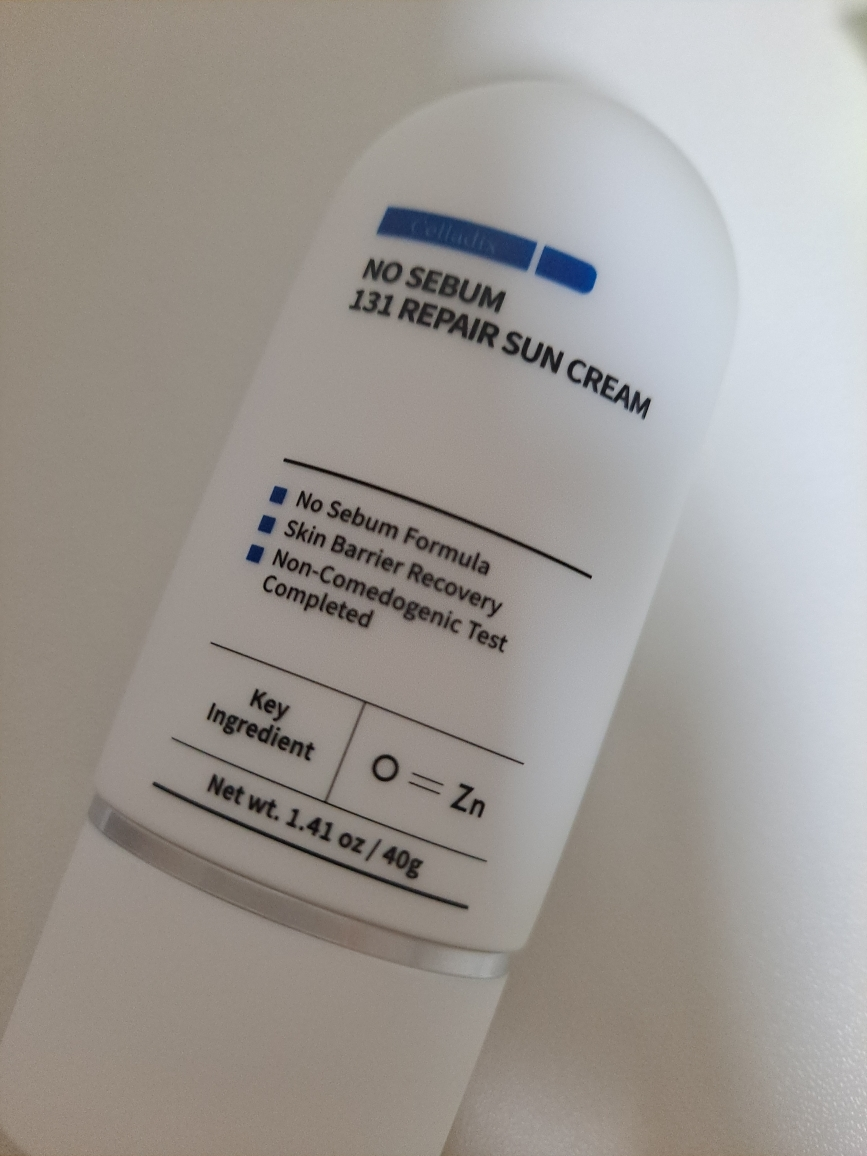 Celladix
NO SEBUM
131 REPAIR SUN CREAM
No Sebum Formula
Skin Barrier Recovery
Non-Comedogenic Test
Completed
Key
Ingredient
O = Zn
Net wt. 1.41 oz / 40g